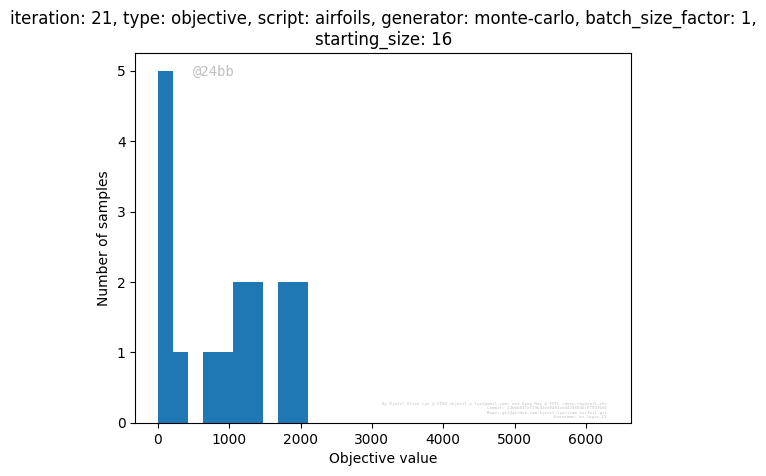 iteration: 21, type: objective, script: airfoils, generator: monte-carlo, batch_size_factor: 1,
starting_size: 16
@24bb
5
4
3
2
1
0
Number of samples
0 1000 2000 3000 4000 5000 6000
Objective value